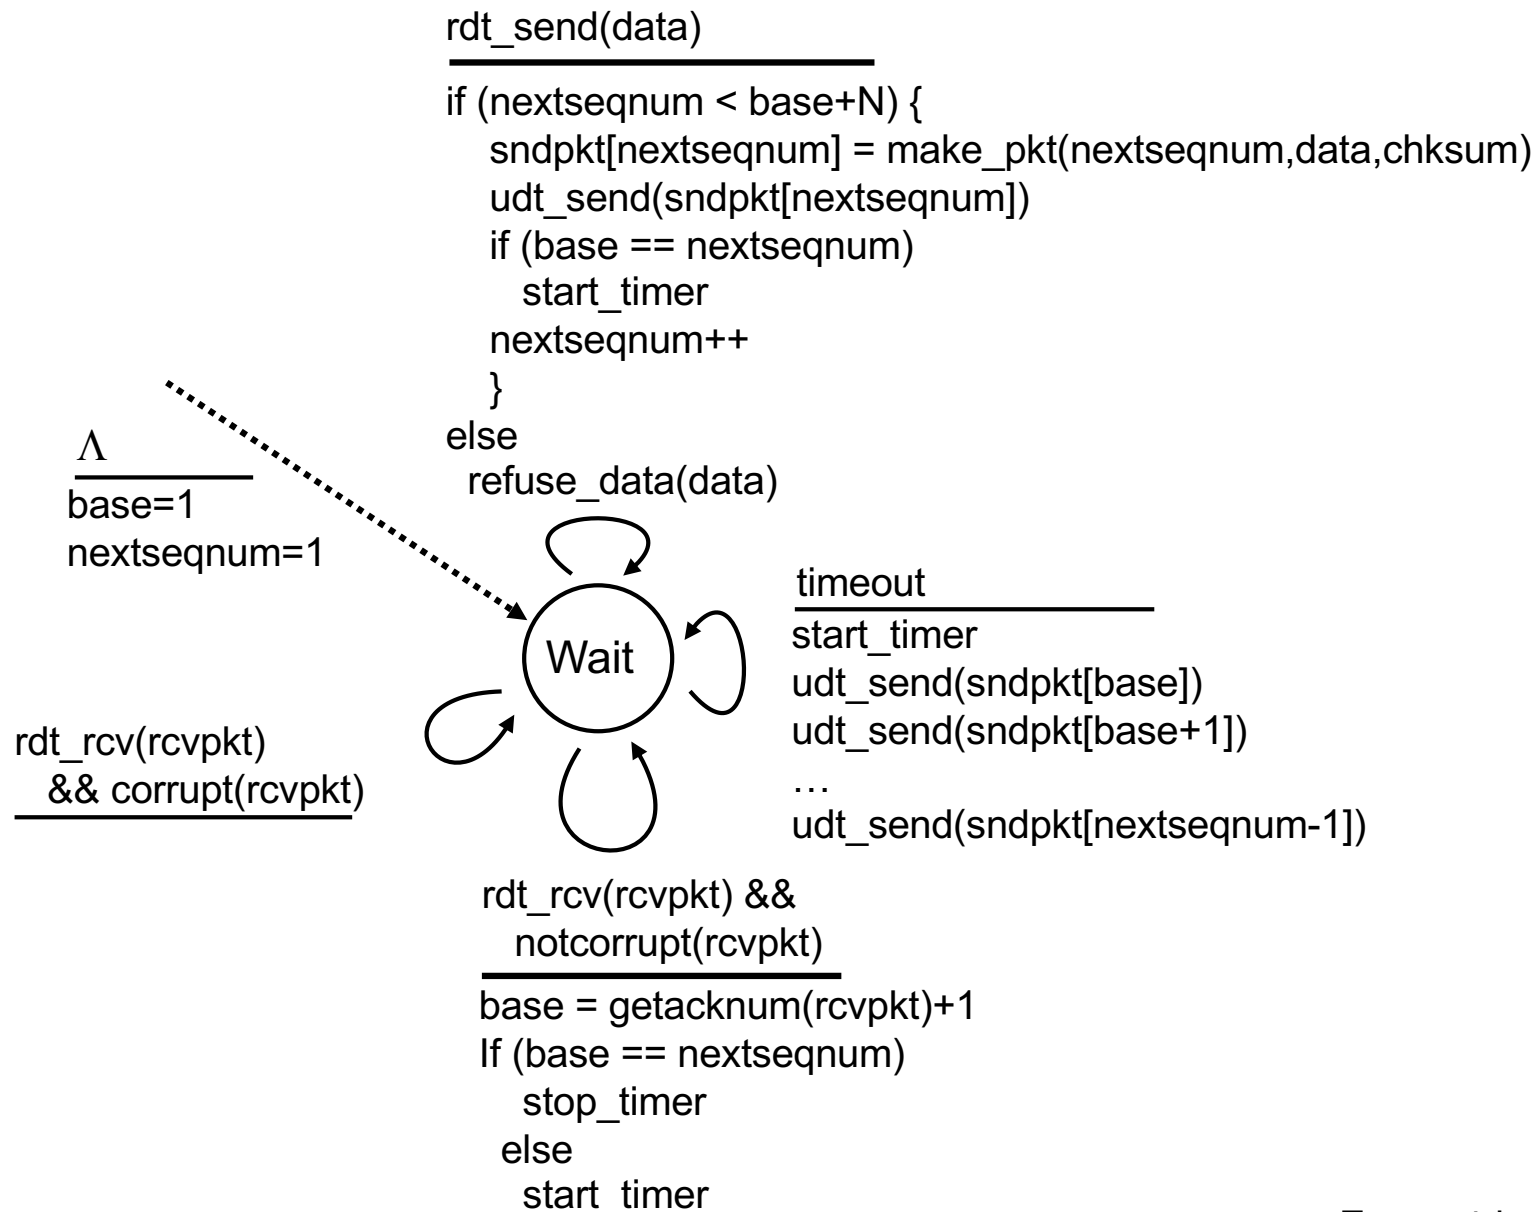 rdt_send(data)
if (nextseqnum < base+N) {
sndpkt[nextseqnum] = make_pkt(nextseqnum,data,chksum)
udt_send(sndpkt[nextseqnum])
if (base == nextseqnum)
start_timer
nextseqnum++
}
else
refuse_data(data)
Λ
base=1
nextseqnum=1
Wait
timeout
start_timer
udt_send(sndpkt[base])
udt_send(sndpkt[base+1])
…
udt_send(sndpkt[nextseqnum-1])
rdt_rcv(rcvpkt)
&& corrupt(rcvpkt)
rdt_rcv(rcvpkt) &&
notcorrupt(rcvpkt)
base = getacknum(rcvpkt)+1
If (base == nextseqnum)
stop_timer
else
start_timer